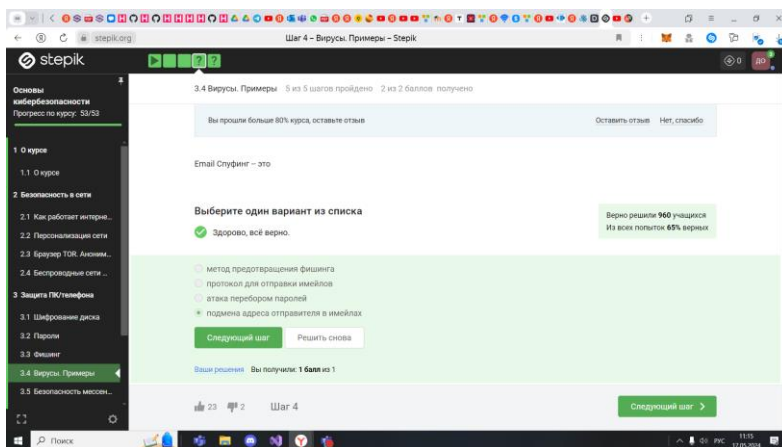 stepik.org
Шаг 4 – Вирусы. Примеры – Stepik
stepik
0
ДО
Основы
кибербезопасности
Прогресс по курсу: 53/53
1 О курсе
1.1 О курсе
2 Безопасность в сети
2.1 Как работает интерне...
2.2 Персонализация сети
2.3 Браузер TOR. Аноним...
2.4 Беспроводные сети ...
3 Защита ПК/телефона
3.1 Шифрование диска
3.2 Пароли
3.3 Фишинг
3.4 Вирусы. Примеры
3.5 Безопасность мессен...
3.4 Вирусы. Примеры 5 из 5 шагов пройдено 2 из 2 баллов получено
Вы прошли больше 80% курса, оставьте отзыв
Оставить отзыв Нет, спасибо
Email Спуфинг – это
Выберите один вариант из списка
Здорово, всё верно.
Верно решили 960 учащихся
Из всех попыток 65% верных
метод предотвращения фишинга
протокол для отправки имейлов
атака перебором паролей
подмена адреса отправителя в имейлах
Следующий шаг
Решить снова
Ваши решения Вы получили: 1 балл из 1
23 2 Шаг 4
Следующий шаг
Поиск
РУС
11:15
17.05.2024